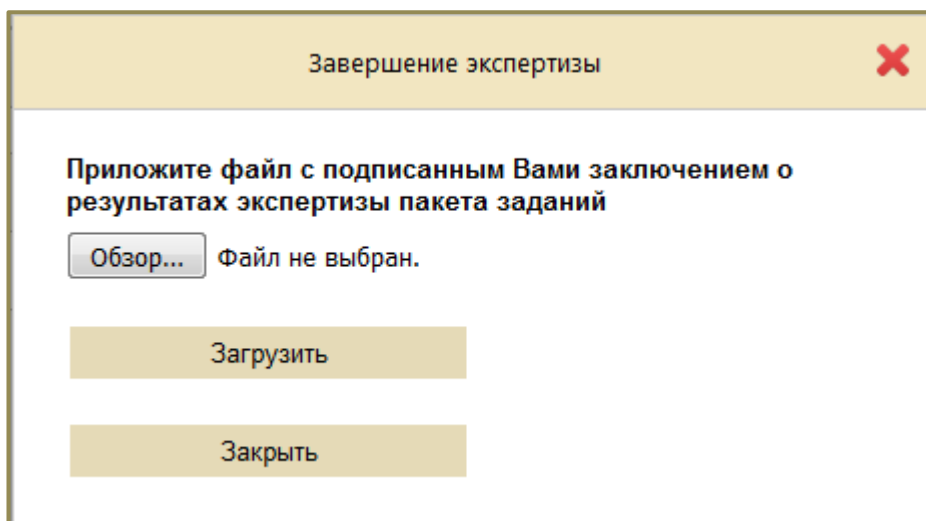 Завершение экспертизы
Приложите файл с подписанным Вами заключением о
результатах экспертизы пакета заданий
Обзор... Файл не выбран.
Загрузить
Закрыть